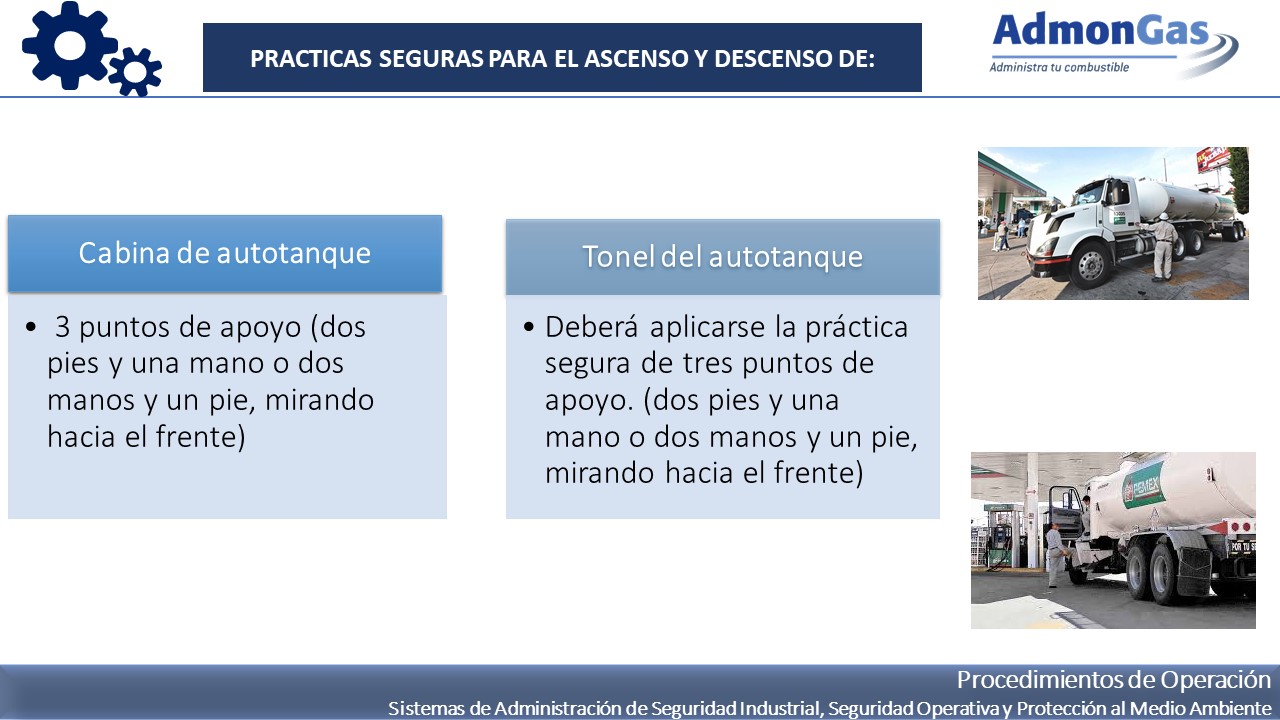 PRACTICAS SEGURAS PARA EL ASCENSO Y DESCENSO DE:
AdmonGas
Administra tu combustible
Cabina de autotanque
• 3 puntos de apoyo (dos
pies y una mano o dos
manos y un pie, mirando
hacia el frente)
Tonel del autotanque
• Deberá aplicarse la práctica
segura de tres puntos de
apoyo. (dos pies y una
mano o dos manos y un pie,
mirando hacia el frente)
PEMEX
POR TU SE
Procedimientos de Operación
Sistemas de Administración de Seguridad Industrial, Seguridad Operativa y Protección al Medio Ambiente